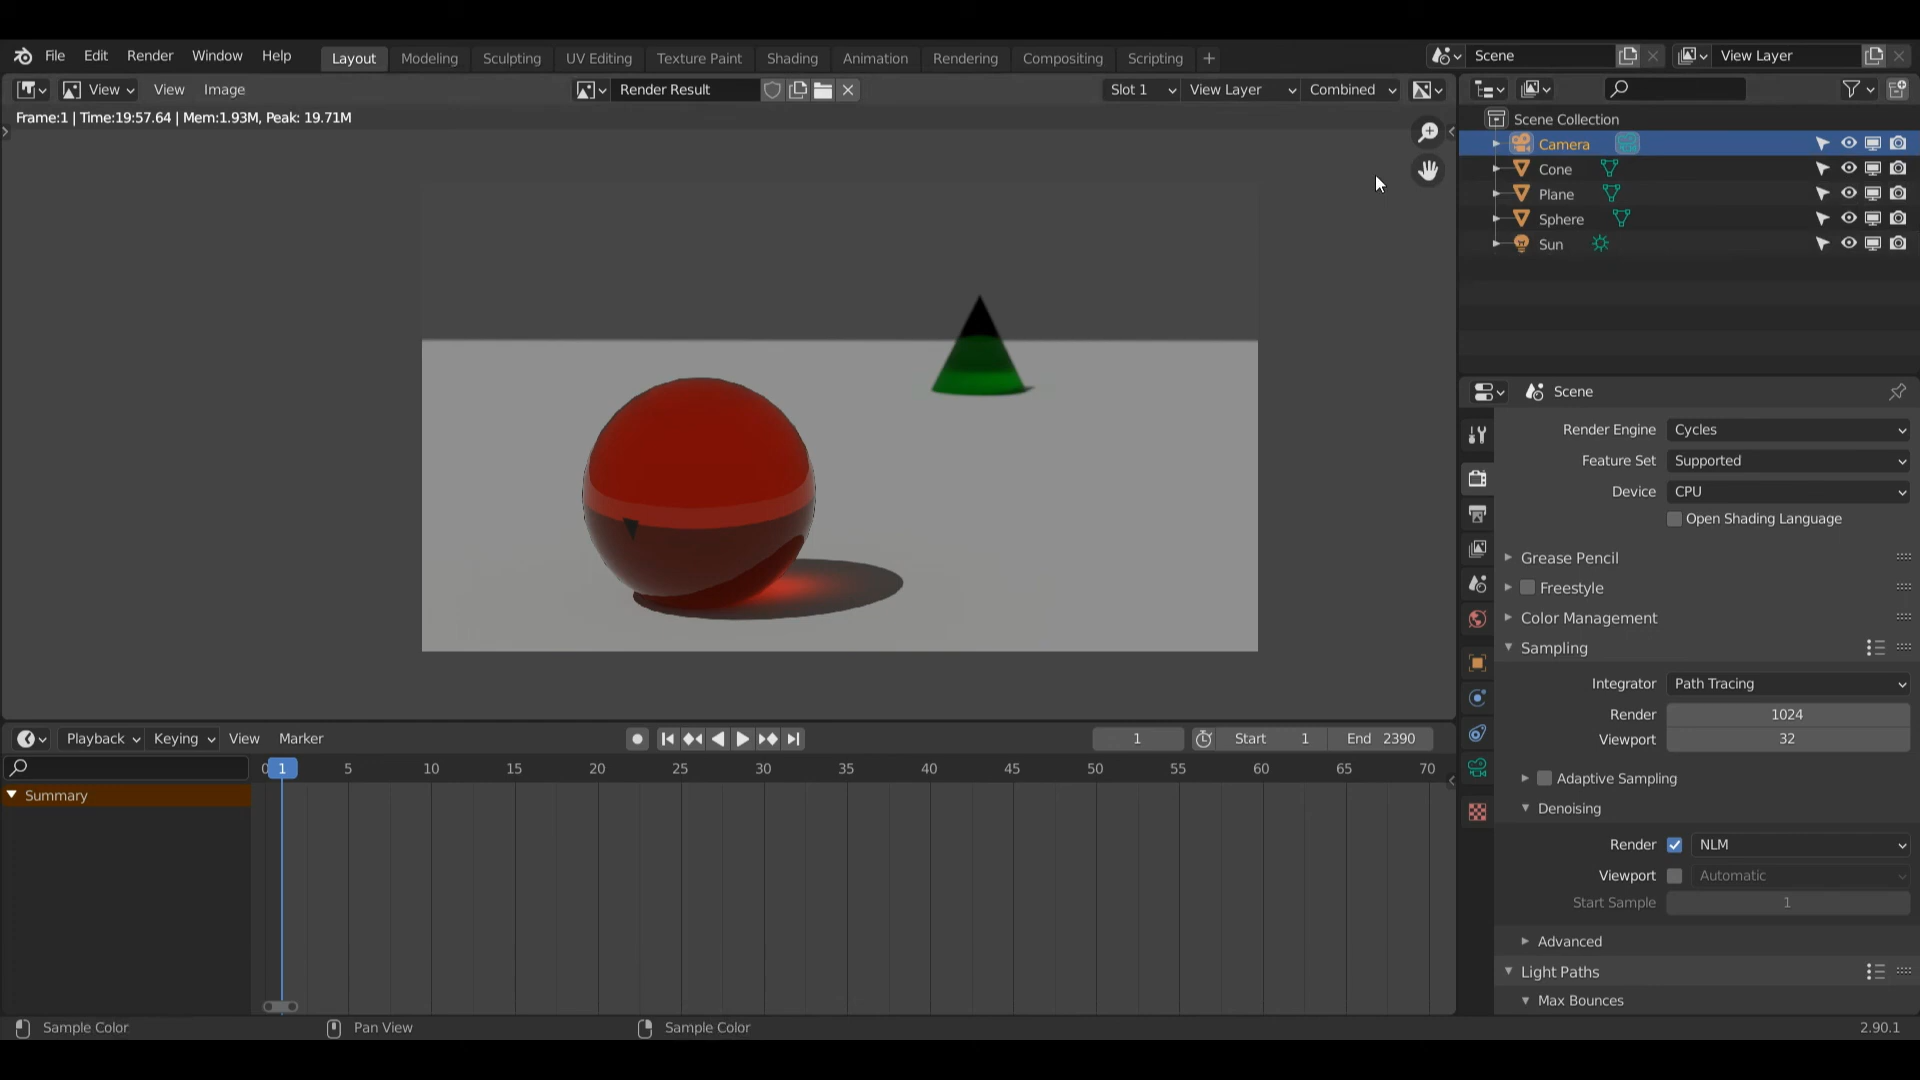 File Edit Render Window Help Layout Modeling Sculpting UV Editing Texture Paint Shading Animation Rendering Compositing Scripting + Scene View Layer
View View Image Render Result Slot 1 View Layer Combined
Frame:1 | Time:19:57.64 | Mem:1.93M, Peak: 19.71M
Scene Collection
Camera
Cone
Plane
Sphere
Sun
Scene
Render Engine Cycles
Feature Set Supported
Device CPU
Open Shading Language
Grease Pencil
Freestyle
Color Management
Sampling
Integrator Path Tracing
Render 1024
Viewport 32
Adaptive Sampling
Denoising
Render NLM
Viewport Automatic
Start Sample 1
Advanced
Light Paths
Max Bounces
Playback Keying View Marker 1 Start 1 End 2390
0 1 5 10 15 20 25 30 35 40 45 50 55 60 65 70
Summary
Sample Color Pan View Sample Color 2.90.1